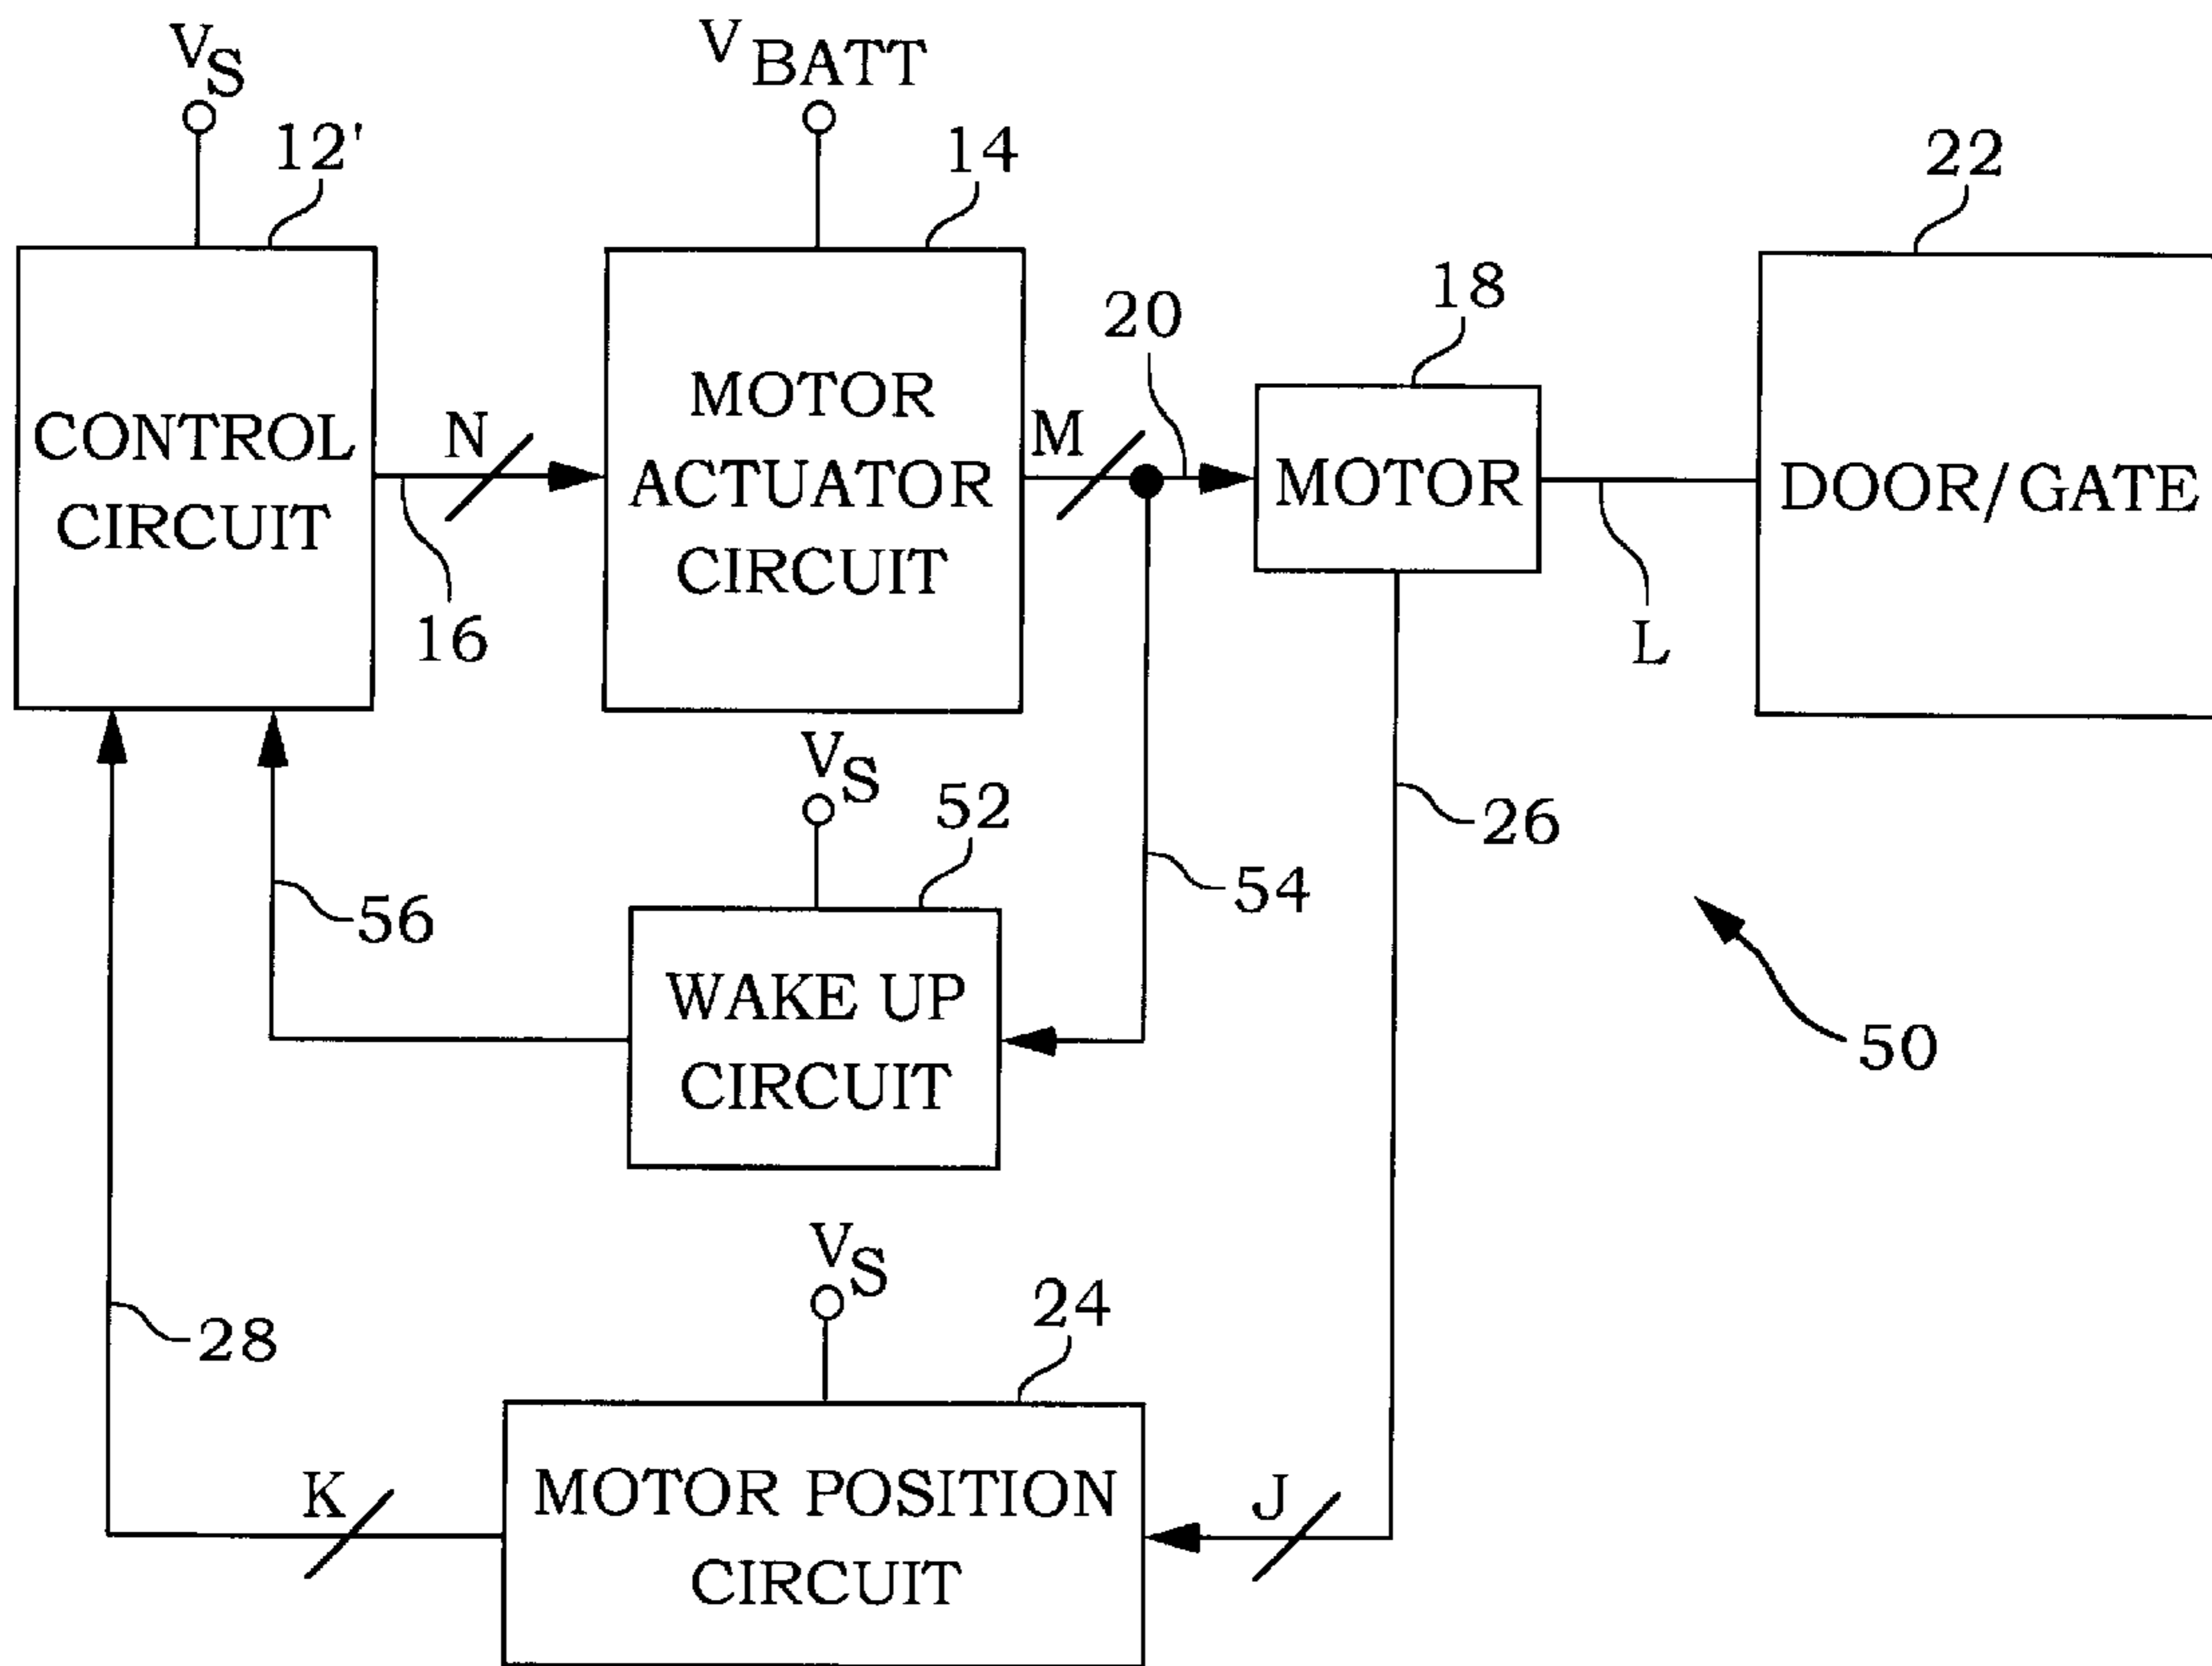 VS
VBATT
12'
14
22
18
20
CONTROL
CIRCUIT
N
16
MOTOR
ACTUATOR
CIRCUIT
M
MOTOR
L
DOOR/GATE
VS
52
56
54
26
WAKE UP
CIRCUIT
50
VS
24
28
K
MOTOR POSITION
CIRCUIT
J